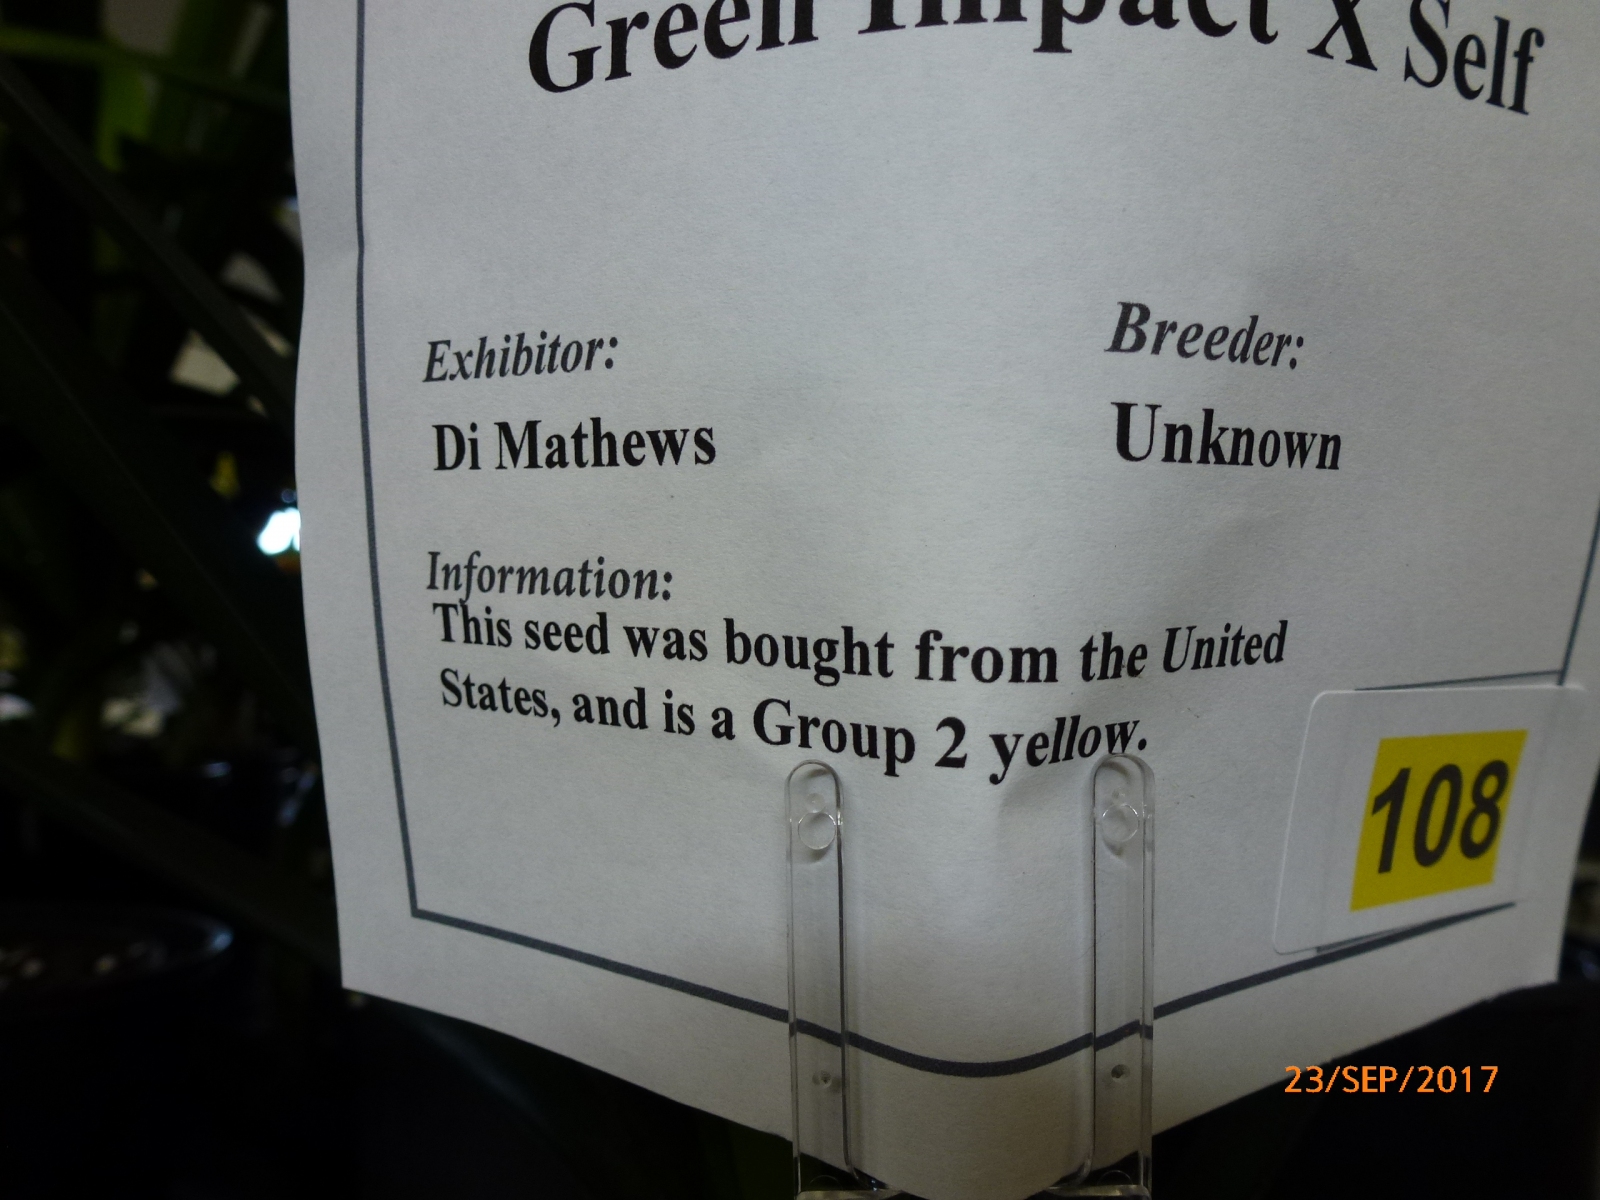 Green Impact X Self
Exhibitor:
Breeder:
Di Mathews
Unknown
Information:
This seed was bought from the United
States, and is a Group 2 yellow.
108
23/SEP/2017